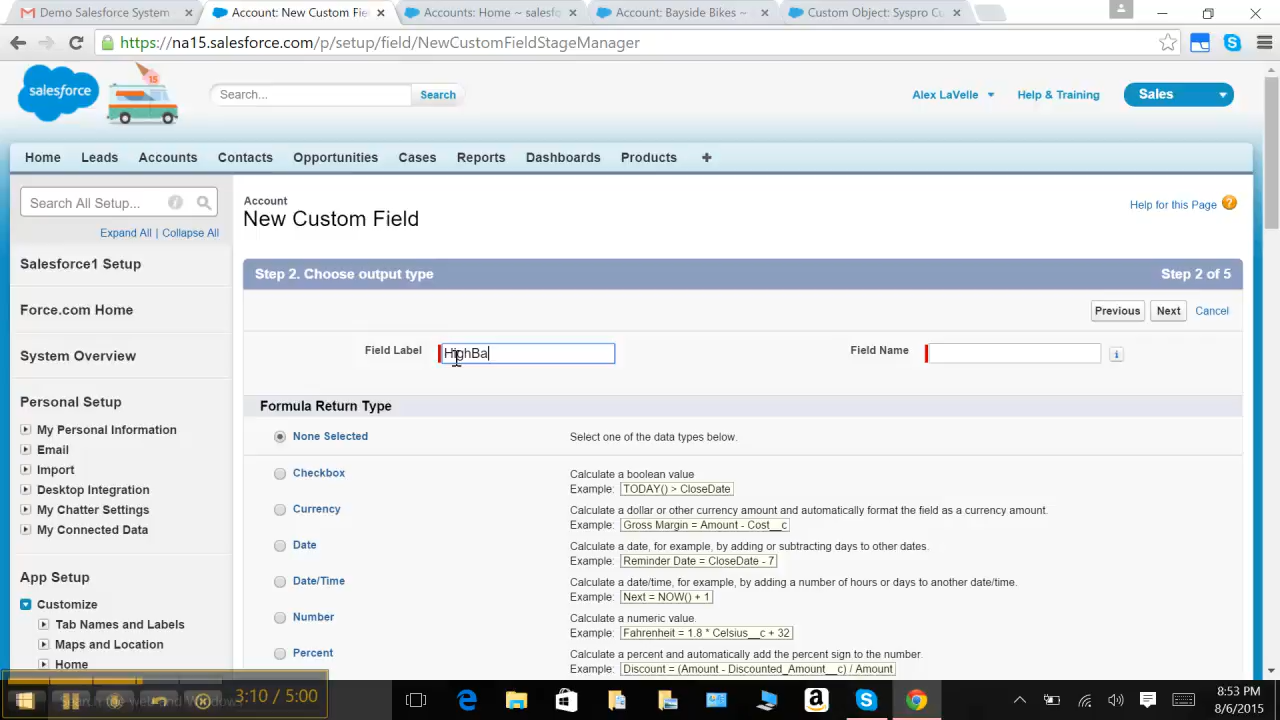 Demo Salesforce System
Account: New Custom Fie
Accounts: Home ~ salesfo
Account: Bayside Bikes ~
Custom Object: Syspro Cu
https://na15.salesforce.com/p/setup/field/NewCustomFieldStageManager
salesforce
15
Search...
Search
Alex LaVelle
Help & Training
Sales
Home
Leads
Accounts
Contacts
Opportunities
Cases
Reports
Dashboards
Products
+
Search All Setup...
Expand All | Collapse All
Salesforce1 Setup
Force.com Home
System Overview
Personal Setup
My Personal Information
Email
Import
Desktop Integration
My Chatter Settings
My Connected Data
App Setup
Customize
Tab Names and Labels
Maps and Location
Home
Account
New Custom Field
Help for this Page
Step 2. Choose output type
Step 2 of 5
Previous
Next
Cancel
Field Label
HighBa
Field Name
Formula Return Type
None Selected
Select one of the data types below.
Checkbox
Calculate a boolean value
Example: TODAY() > CloseDate
Currency
Calculate a dollar or other currency amount and automatically format the field as a currency amount.
Example: Gross Margin = Amount - Cost__c
Date
Calculate a date, for example, by adding or subtracting days to other dates.
Example: Reminder Date = CloseDate - 7
Date/Time
Calculate a date/time, for example, by adding a number of hours or days to another date/time.
Example: Next = NOW() + 1
Number
Calculate a numeric value.
Example: Fahrenheit = 1.8 * Celsius__c + 32
Percent
Calculate a percent and automatically add the percent sign to the number.
Example: Discount = (Amount - Discounted_Amount__c) / Amount
Search the web and Windows
3:10 / 5:00
8:53 PM
8/6/2015